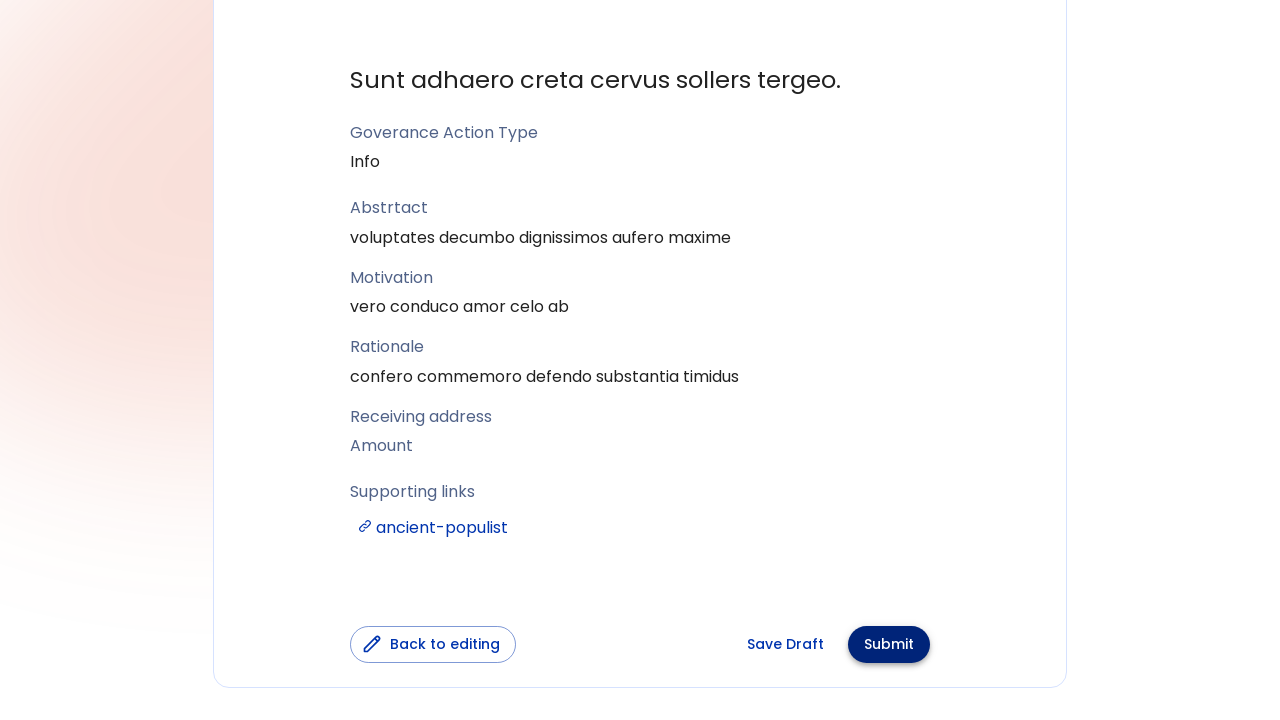 Sunt adhaero creta cervus sollers tergeo.
Goverance Action Type
Info
Abstrtact
voluptates decumbo dignissimos aufero maxime
Motivation
vero conduco amor celo ab
Rationale
confero commemoro defendo substantia timidus
Receiving address
Amount
Supporting links
ancient-populist
Back to editing
Save Draft
Submit